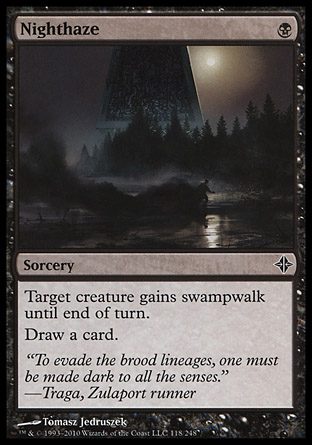 Nighthaze
Sorcery
Target creature gains swampwalk
until end of turn.
Draw a card.
"To evade the brood lineages, one must
be made dark to all the senses."
—Traga, Zulaport runner
Tomasz Jedruszek
™ & © 1993–2010 Wizards of the Coast LLC 118/248